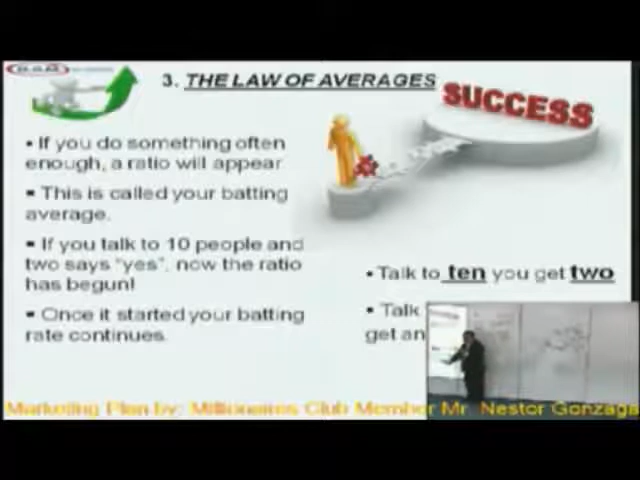 3. THE LAW OF AVERAGES
SUCCESS
▪ If you do something often
enough, a ratio will appear
▪ This is called your batting
average.
▪ If you talk to 10 people and
two says “yes”, now the ratio
has begun!
▪ Once it started your batting
rate continues.
▪ Talk to ten you get two
▪ Talk
get an
Marketing Plan by: Millionaires Club Member Mr. Nestor Gonzaga